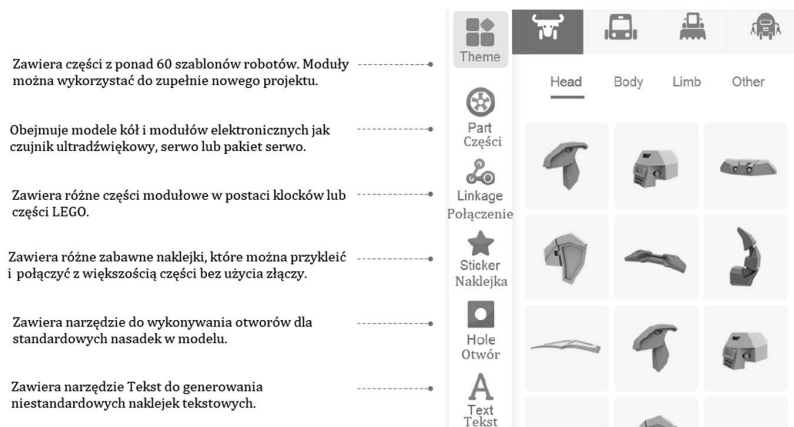 Zawiera części z ponad 60 szablonów robotów. Moduły
można wykorzystać do zupełnie nowego projektu.
Obejmuje modele kół i modułów elektronicznych jak
czujnik ultradźwiękowy, serwo lub pakiet serwo.
Zawiera różne części modułowe w postaci klocków lub
części LEGO.
Zawiera różne zabawne naklejki, które można przykleić
i połączyć z większością części bez użycia złączy.
Zawiera narzędzie do wykonywania otworów dla
standardowych nasadek w modelu.
Zawiera narzędzie Tekst do generowania
niestandardowych naklejek tekstowych.
Theme
Part
Części
Linkage
Połączenie
Sticker
Naklejka
Hole
Otwór
A
Text
Tekst
Head Body Limb Other